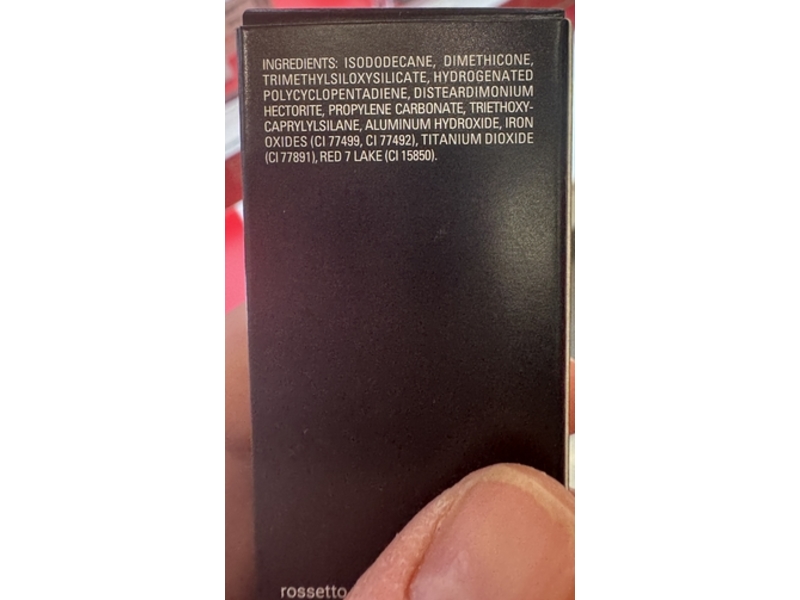 INGREDIENTS: ISODODECANE, DIMETHICONE,
TRIMETHYLSILOXYSILICATE, HYDROGENATED
POLYCYCLOPENTADIENE, DISTEARDIMONIUM
HECTORITE, PROPYLENE CARBONATE, TRIETHOXY-
CAPRYLYLSILANE, ALUMINUM HYDROXIDE, IRON
OXIDES (CI 77499, CI 77492), TITANIUM DIOXIDE
(CI 77891), RED 7 LAKE (CI 15850).
rossetto